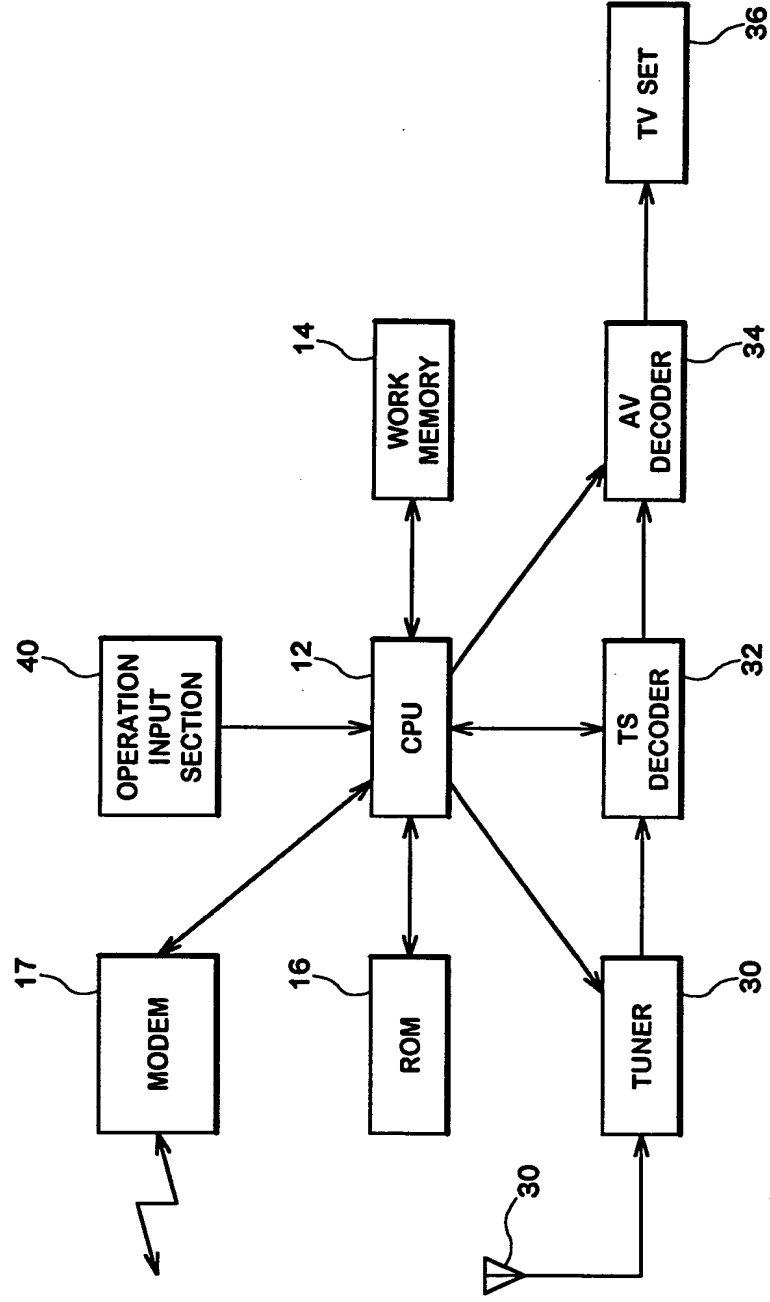 17
MODEM
40
OPERATION
INPUT
SECTION
16
ROM
12
CPU
14
WORK
MEMORY
30
30
TUNER
32
TS
DECODER
34
AV
DECODER
36
TV SET